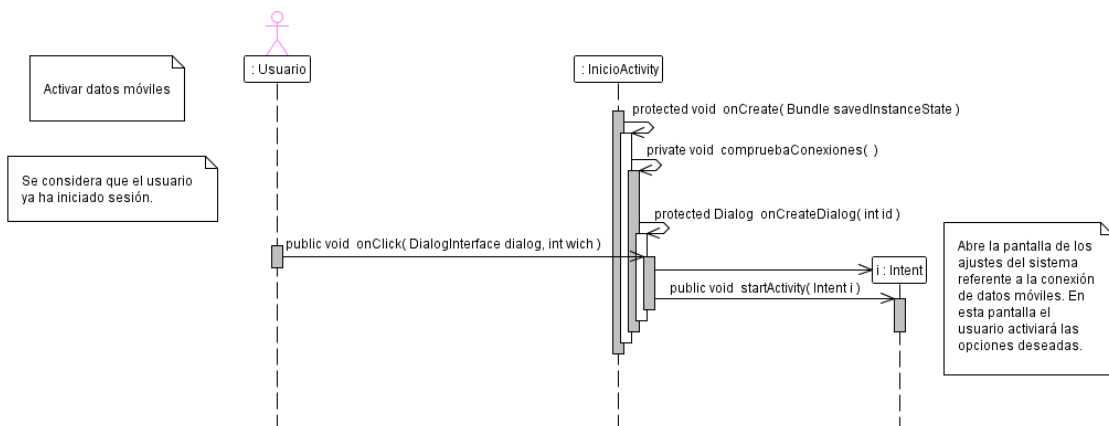 Activar datos móviles
Se considera que el usuario
ya ha iniciado sesión.
: Usuario
: InicioActivity
protected void onCreate( Bundle savedInstanceState )
private void compruebaConexiones( )
protected Dialog onCreateDialog( int id )
public void onClick( DialogInterface dialog, int wich )
i : Intent
public void startActivity( Intent i )
Abre la pantalla de los
ajustes del sistema
referente a la conexión
de datos móviles. En
esta pantalla el
usuario activiará las
opciones deseadas.